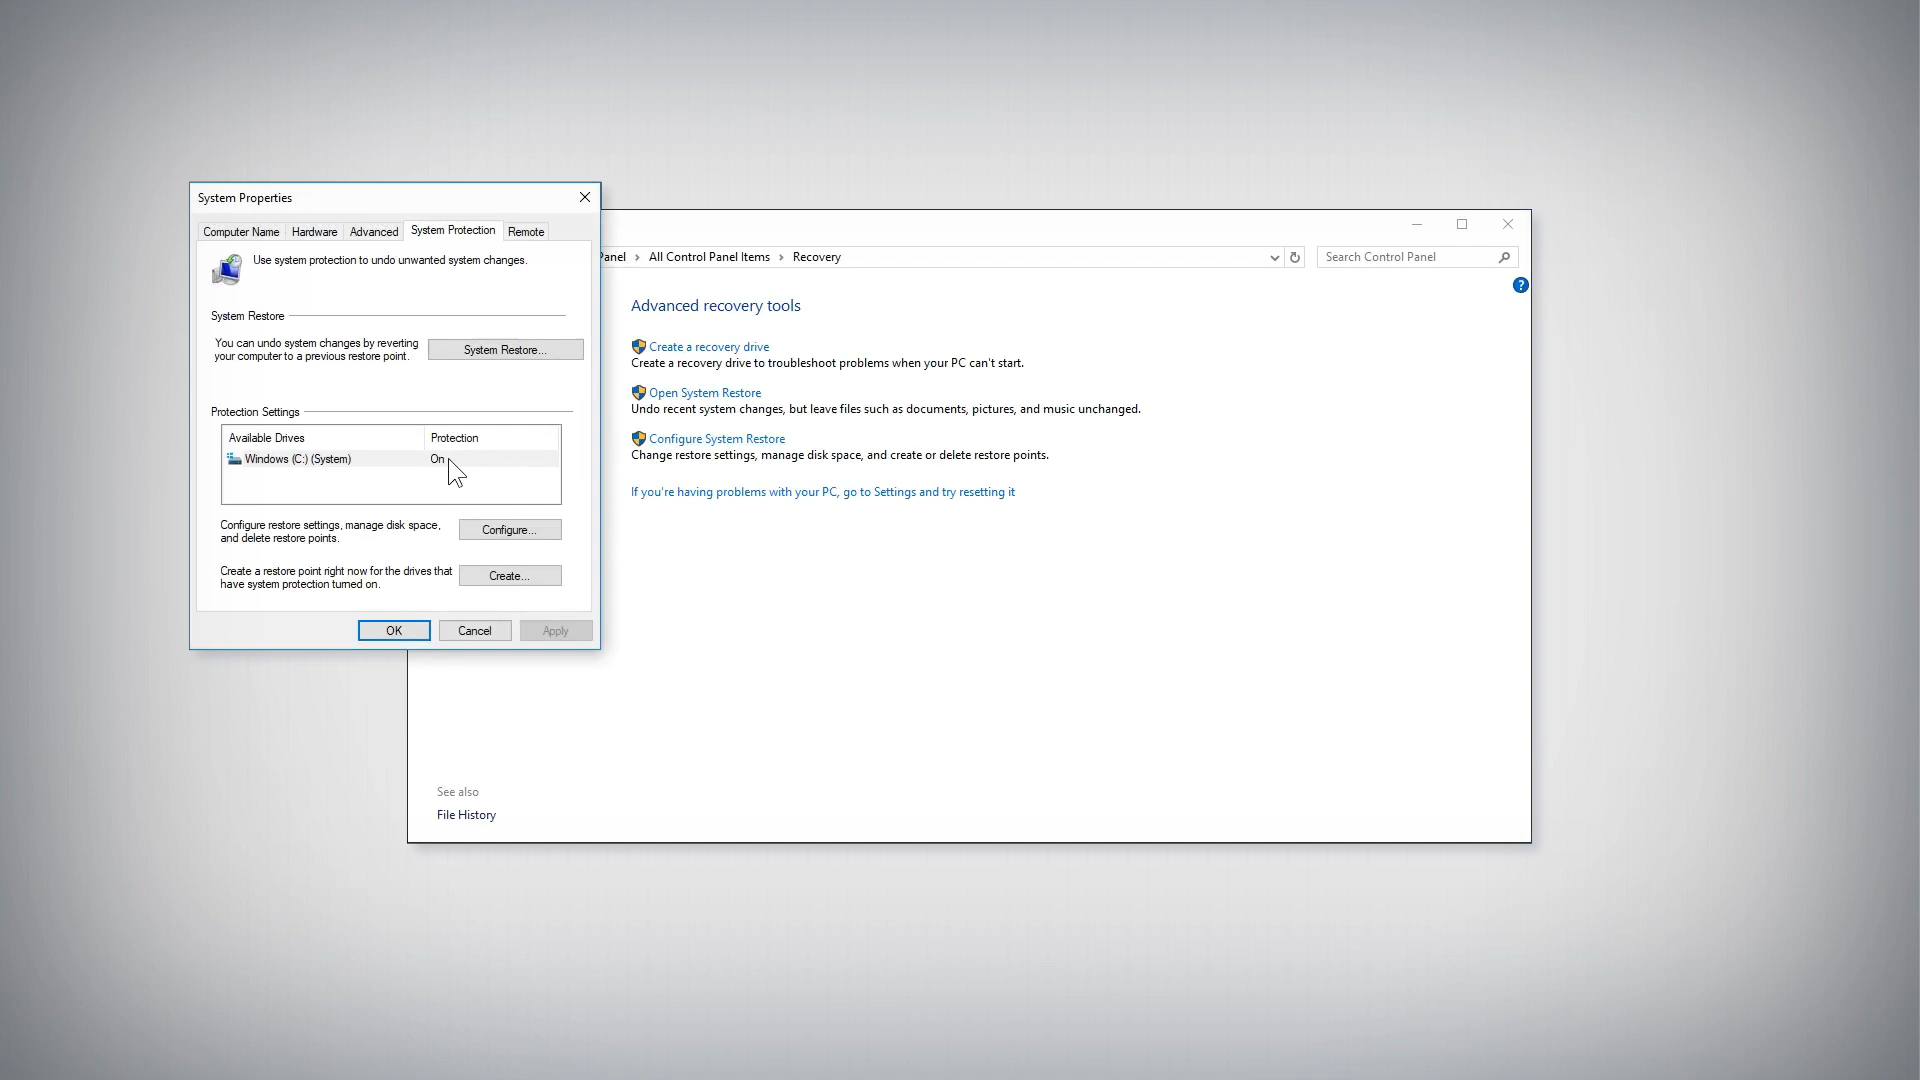 System Properties
Computer Name
Hardware
Advanced
System Protection
Remote
Use system protection to undo unwanted system changes.
System Restore
You can undo system changes by reverting
your computer to a previous restore point.
System Restore...
Protection Settings
Available Drives
Protection
Windows (C:) (System)
On
Configure restore settings, manage disk space,
and delete restore points.
Configure...
Create a restore point right now for the drives that
have system protection turned on.
Create...
OK
Cancel
Apply
Panel › All Control Panel Items › Recovery
Search Control Panel
?
Advanced recovery tools
Create a recovery drive
Create a recovery drive to troubleshoot problems when your PC can't start.
Open System Restore
Undo recent system changes, but leave files such as documents, pictures, and music unchanged.
Configure System Restore
Change restore settings, manage disk space, and create or delete restore points.
If you're having problems with your PC, go to Settings and try resetting it
See also
File History